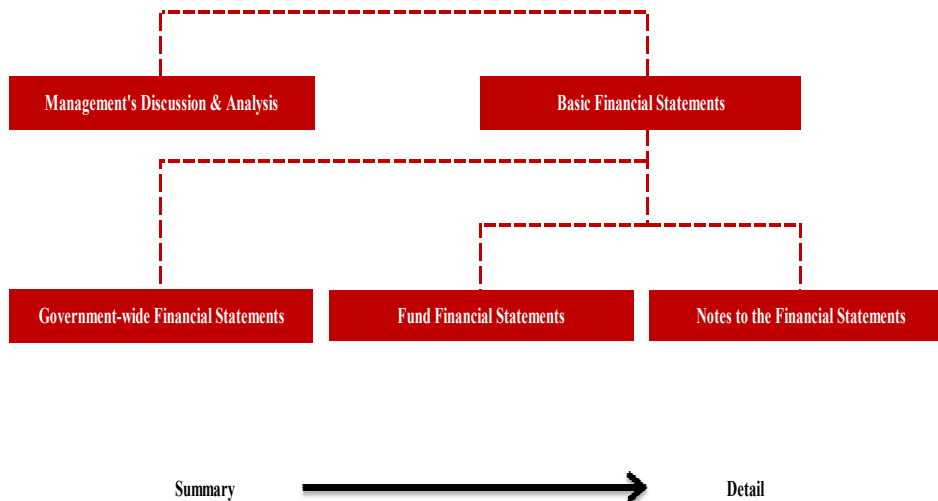 Management's Discussion & Analysis
Basic Financial Statements
Government-wide Financial Statements
Fund Financial Statements
Notes to the Financial Statements
Summary
Detail